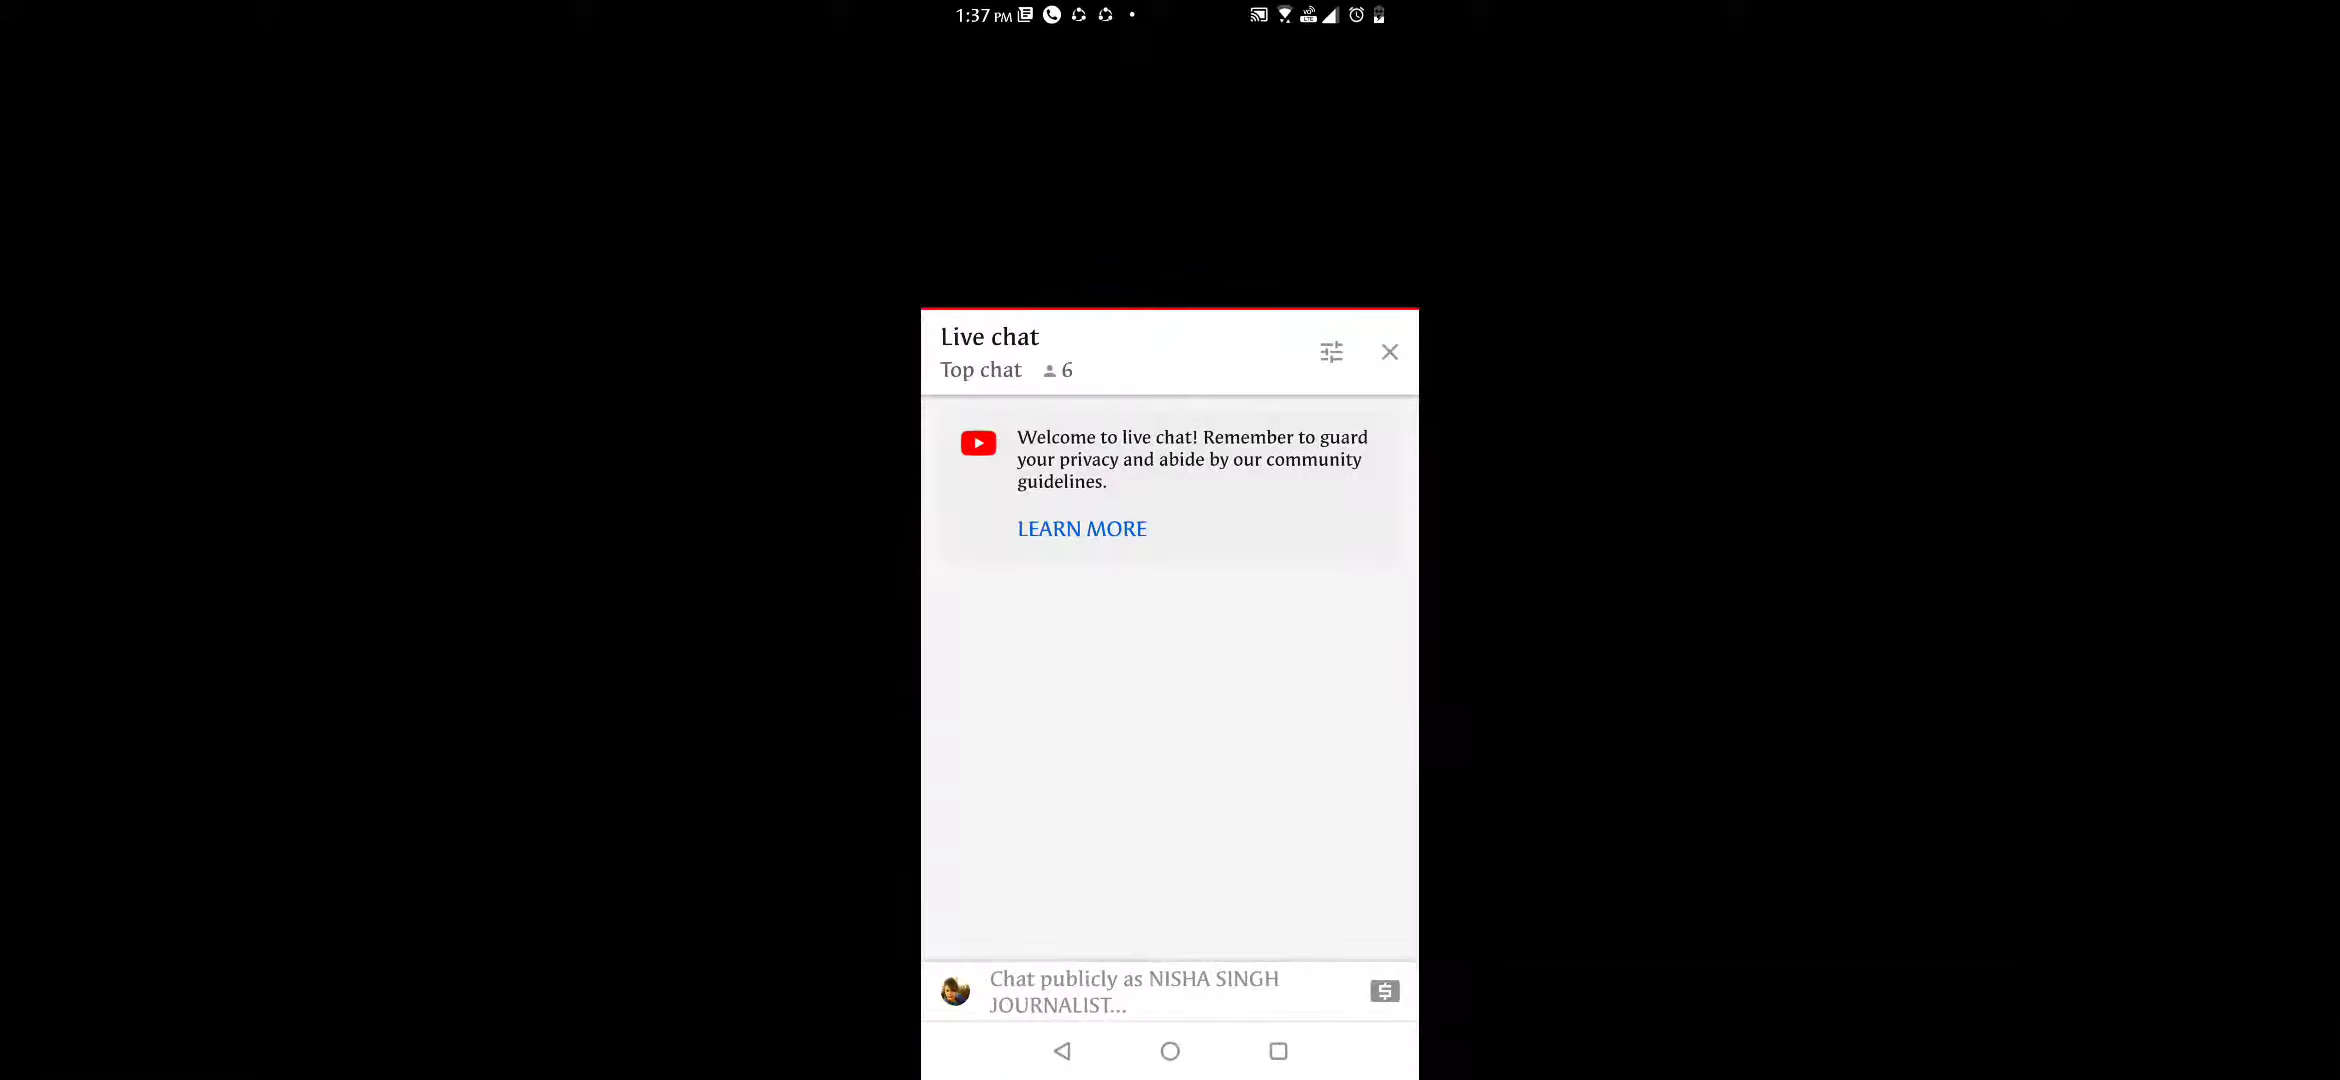 1:37 PM
Live chat
Top chat 6
Welcome to live chat! Remember to guard
your privacy and abide by our community
guidelines.
LEARN MORE
Chat publicly as NISHA SINGH
JOURNALIST...